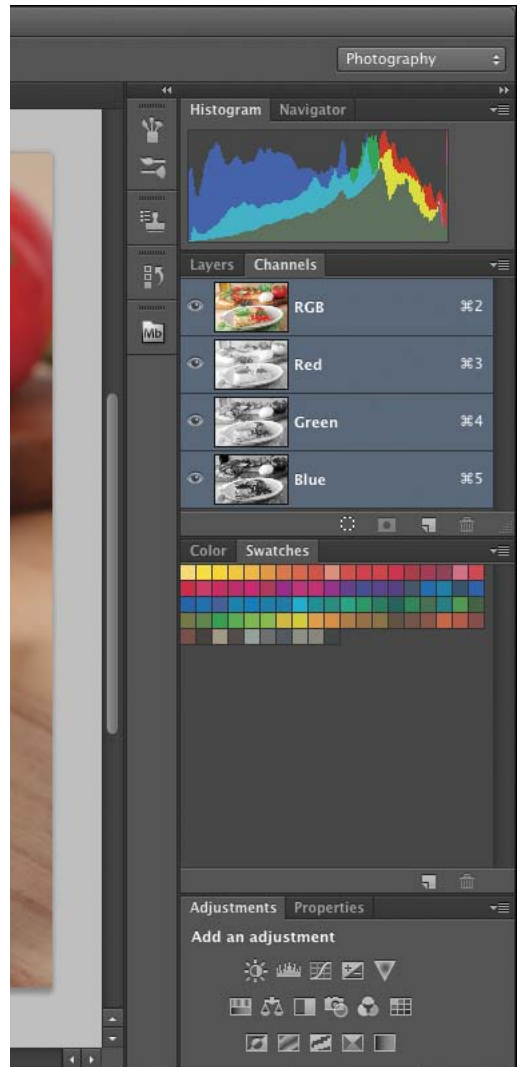 Photography
Histogram Navigator
Layers Channels
RGB ⌘2
Red ⌘3
Mb
Green ⌘4
Blue ⌘5
Color Swatches
Adjustments Properties
Add an adjustment